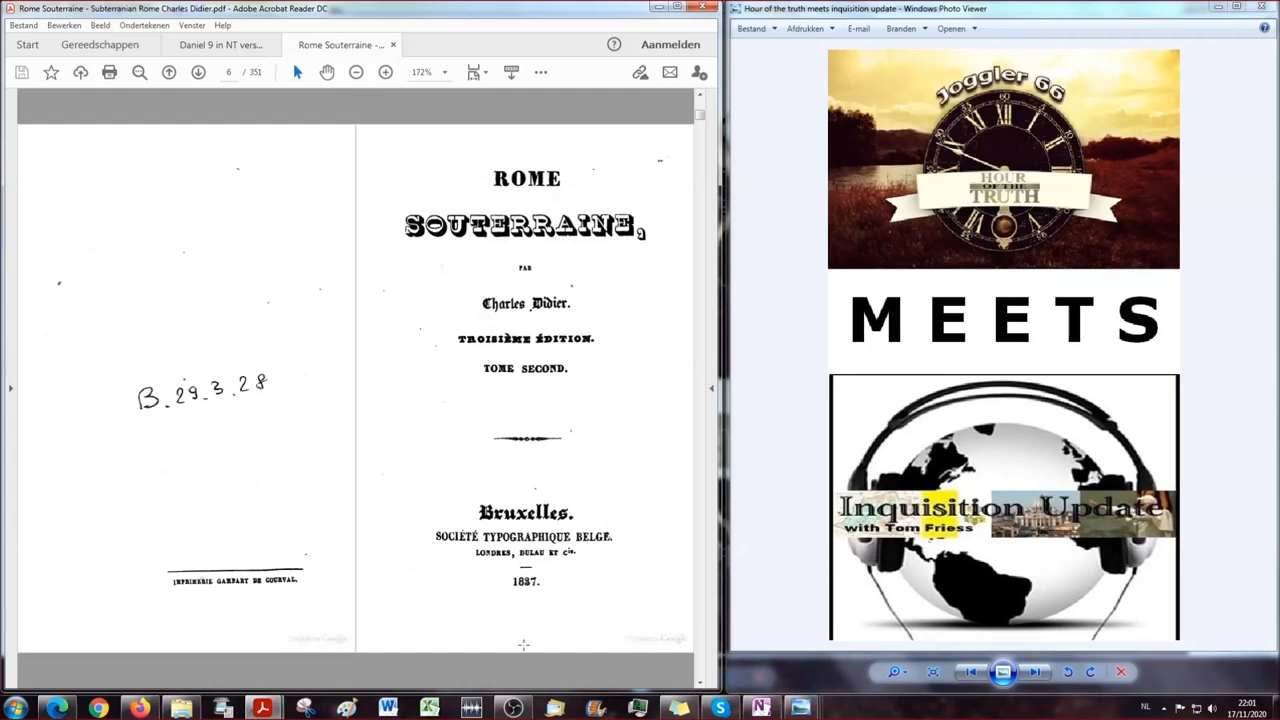 Rome Souterraine - Subterranian Rome Charles Didier.pdf - Adobe Acrobat Reader DC
Bestand Bewerken Beeld Ondertekenen Venster Help
Start Gereedschappen Daniel 9 in NT vers... Rome Souterraine -... × Aanmelden
6 / 351 172%
ROME
SOUTERRAINE,
PAR
Charles Didier.
TROISIÈME ÉDITION.
TOME SECOND.
B. 29. 3. 28
Bruxelles.
SOCIÉTÉ TYPOGRAPHIQUE BELGE.
LONDRES, DULAU ET Cie.
1837.
IMPRIMERIE GAMBART DE COURVAL.
Hour of the truth meets inquisition update - Windows Photo Viewer
Bestand Afdrukken E-mail Branden Openen
Joggler 66
HOUR
OF THE
TRUTH
MEETS
Inquisition Update
with Tom Friess
NL 22:01
17/11/2020